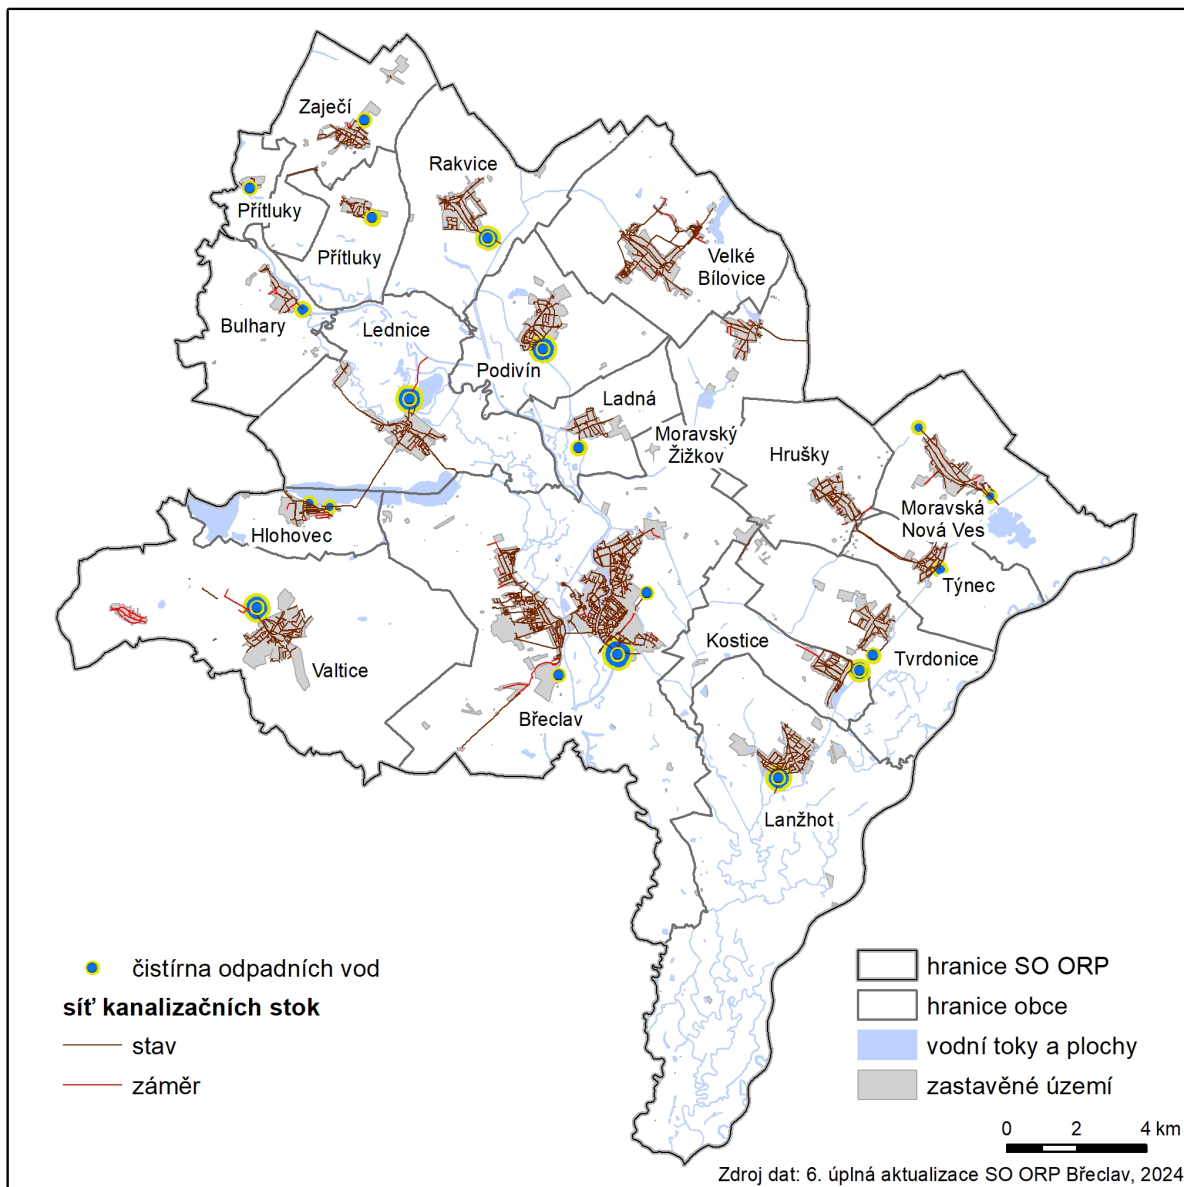 Zaječí
Rakvice
Přítluky
Přítluky
Velké
Bílovice
Bulhary
Lednice
Podivín
Ladná
Moravský
Žižkov
Hrušky
Moravská
Nová Ves
Hlohovec
Týnec
Kostice
Tvrdonice
Valtice
Břeclav
Lanžhot
čistírna odpadních vod
síť kanalizačních stok
stav
záměr
hranice SO ORP
hranice obce
vodní toky a plochy
zastavěné území
0 2 4 km
Zdroj dat: 6. úplná aktualizace SO ORP Břeclav, 2024